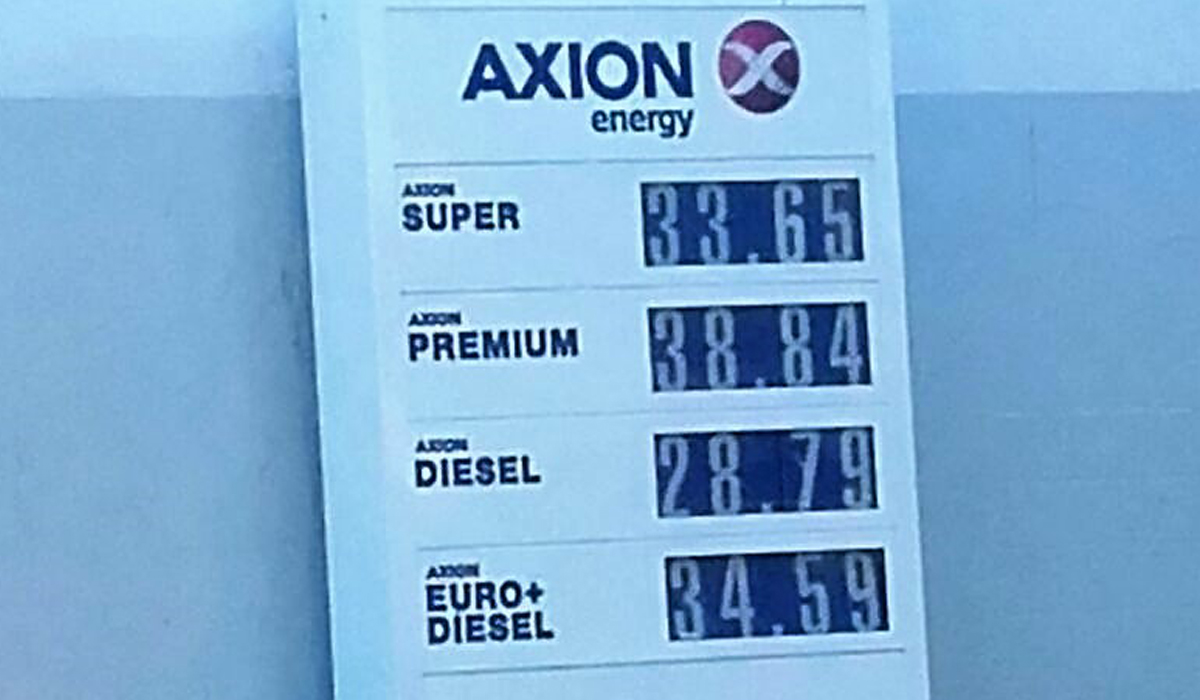 AXION
energy
AXION
SUPER 33.65
AXION
PREMIUM 38.84
AXION
DIESEL 28.79
AXION
EURO+
DIESEL 34.59